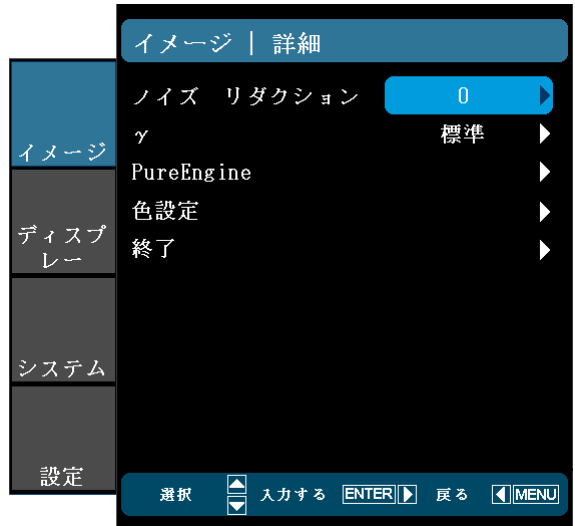 イメージ | 詳細
イメージ
ディスプ
レー
システム
設定
ノイズ リダクション 0
γ 標準
PureEngine
色設定
終了
選択 入力する ENTER 戻る MENU